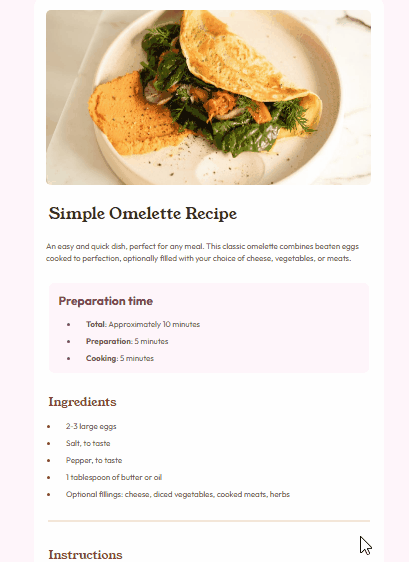 Simple Omelette Recipe
An easy and quick dish, perfect for any meal. This classic omelette combines beaten eggs
cooked to perfection, optionally filled with your choice of cheese, vegetables, or meats.
Preparation time
• Total: Approximately 10 minutes
• Preparation: 5 minutes
• Cooking: 5 minutes
Ingredients
• 2-3 large eggs
• Salt, to taste
• Pepper, to taste
• 1 tablespoon of butter or oil
• Optional fillings: cheese, diced vegetables, cooked meats, herbs
Instructions